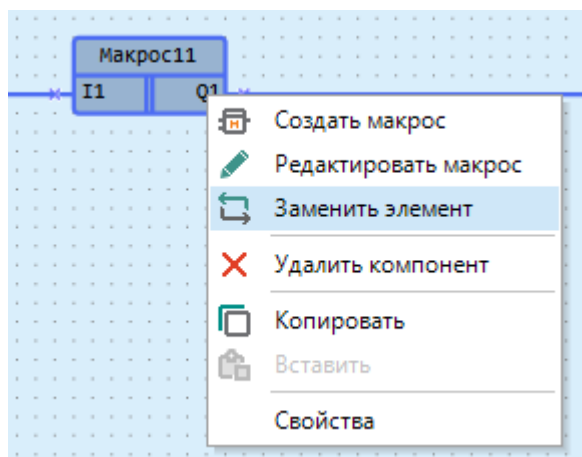 Макрос11
I1 Q1
Создать макрос
Редактировать макрос
Заменить элемент
Удалить компонент
Копировать
Вставить
Свойства